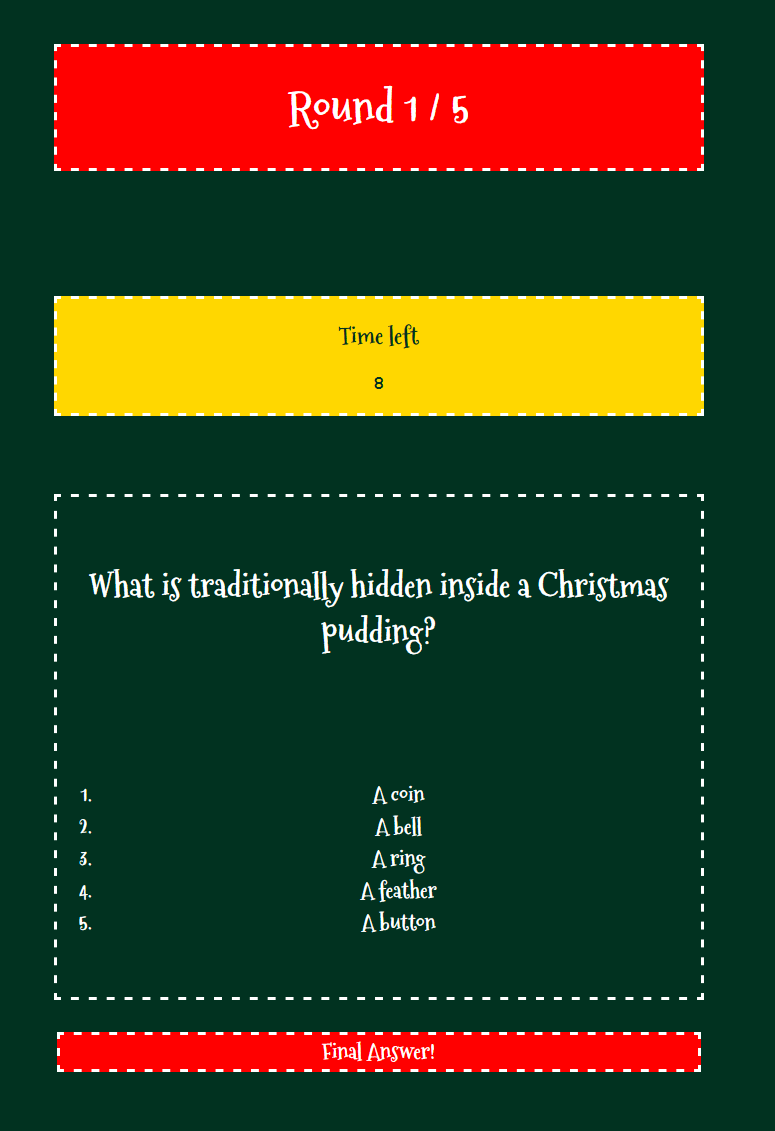 Round 1 / 5
Time left
8
What is traditionally hidden inside a Christmas
pudding?
1. A coin
2. A bell
3. A ring
4. A feather
5. A button
Final Answer!